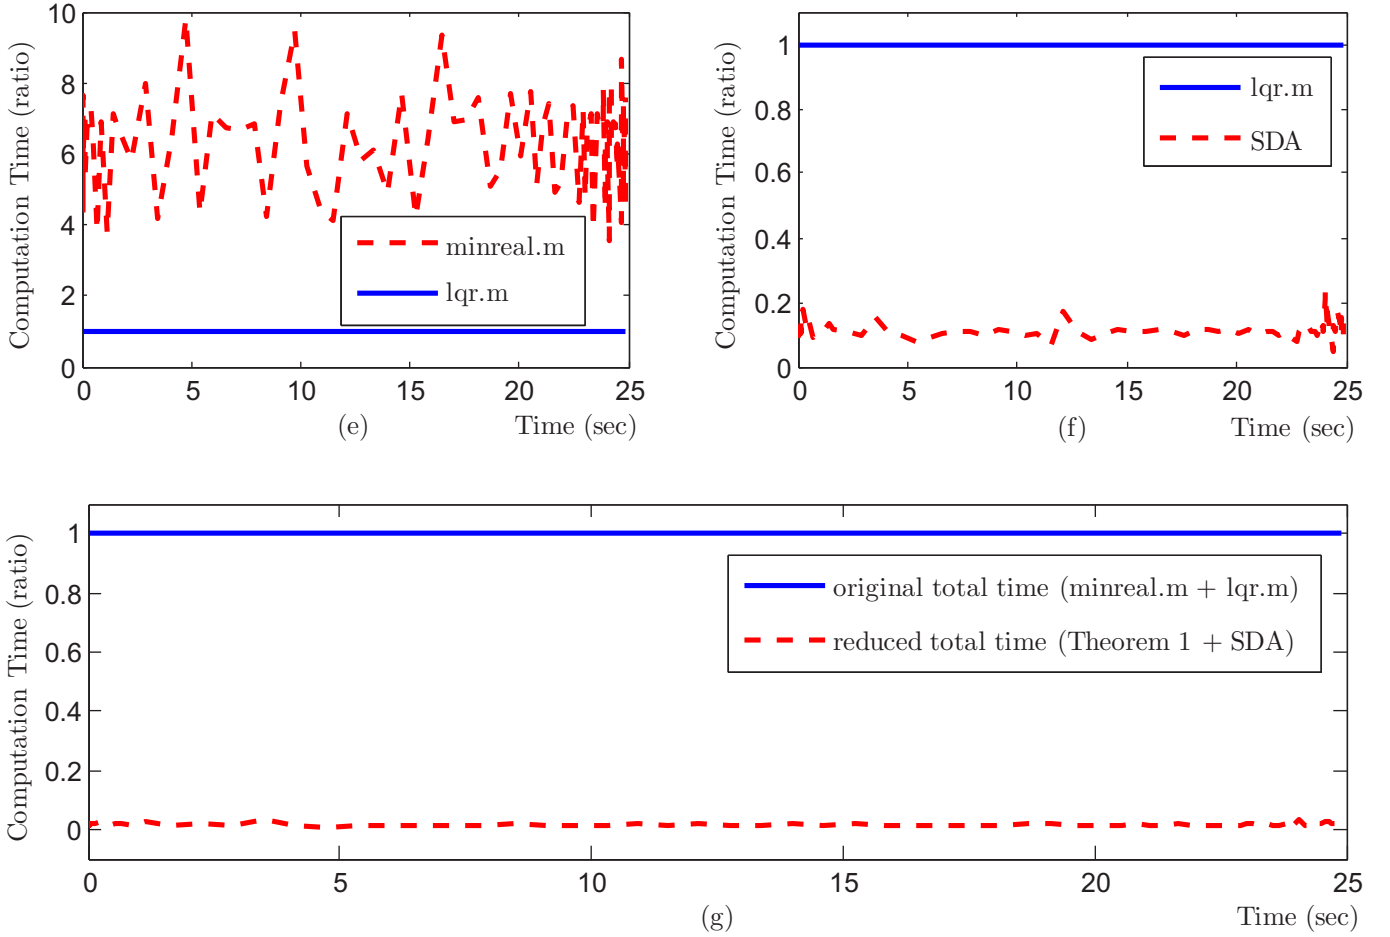 Computation Time (ratio)
10
8
6
4
2
0
0 5 10 15 20 25
minreal.m
lqr.m
(e) Time (sec)
Computation Time (ratio)
1
0.8
0.6
0.4
0.2
0
0 5 10 15 20 25
lqr.m
SDA
(f) Time (sec)
Computation Time (ratio)
1
0.8
0.6
0.4
0.2
0
0 5 10 15 20 25
original total time (minreal.m + lqr.m)
reduced total time (Theorem 1 + SDA)
(g) Time (sec)